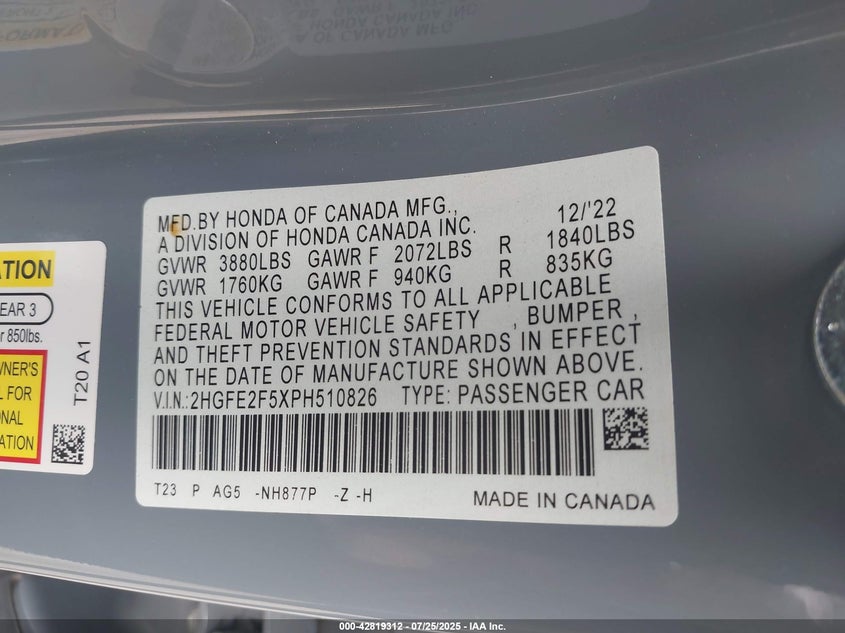 MFD.BY HONDA OF CANADA MFG., 12/'22
A DIVISION OF HONDA CANADA INC.
GVWR 3880LBS GAWR F 2072LBS R 1840LBS
GVWR 1760KG GAWR F 940KG R 835KG
THIS VEHICLE CONFORMS TO ALL APPLICABLE
FEDERAL MOTOR VEHICLE SAFETY , BUMPER ,
AND THEFT PREVENTION STANDARDS IN EFFECT
ON THE DATE OF MANUFACTURE SHOWN ABOVE.
V.I.N.:2HGFE2F5XPH510826 TYPE: PASSENGER CAR
T23 P AG5 -NH877P -Z -H
MADE IN CANADA
ATION
EAR 3
r 850lbs.
WNER'S
L FOR
ONAL
ATION
T20 A1
000-42819312 - 07/25/2025 - IAA Inc.